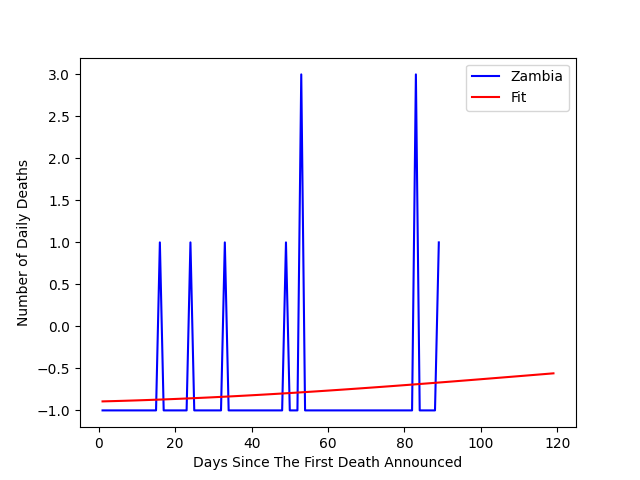 Zambia
Fit
3.0
2.5
2.0
1.5
1.0
0.5
0.0
−0.5
−1.0
Number of Daily Deaths
0 20 40 60 80 100 120
Days Since The First Death Announced